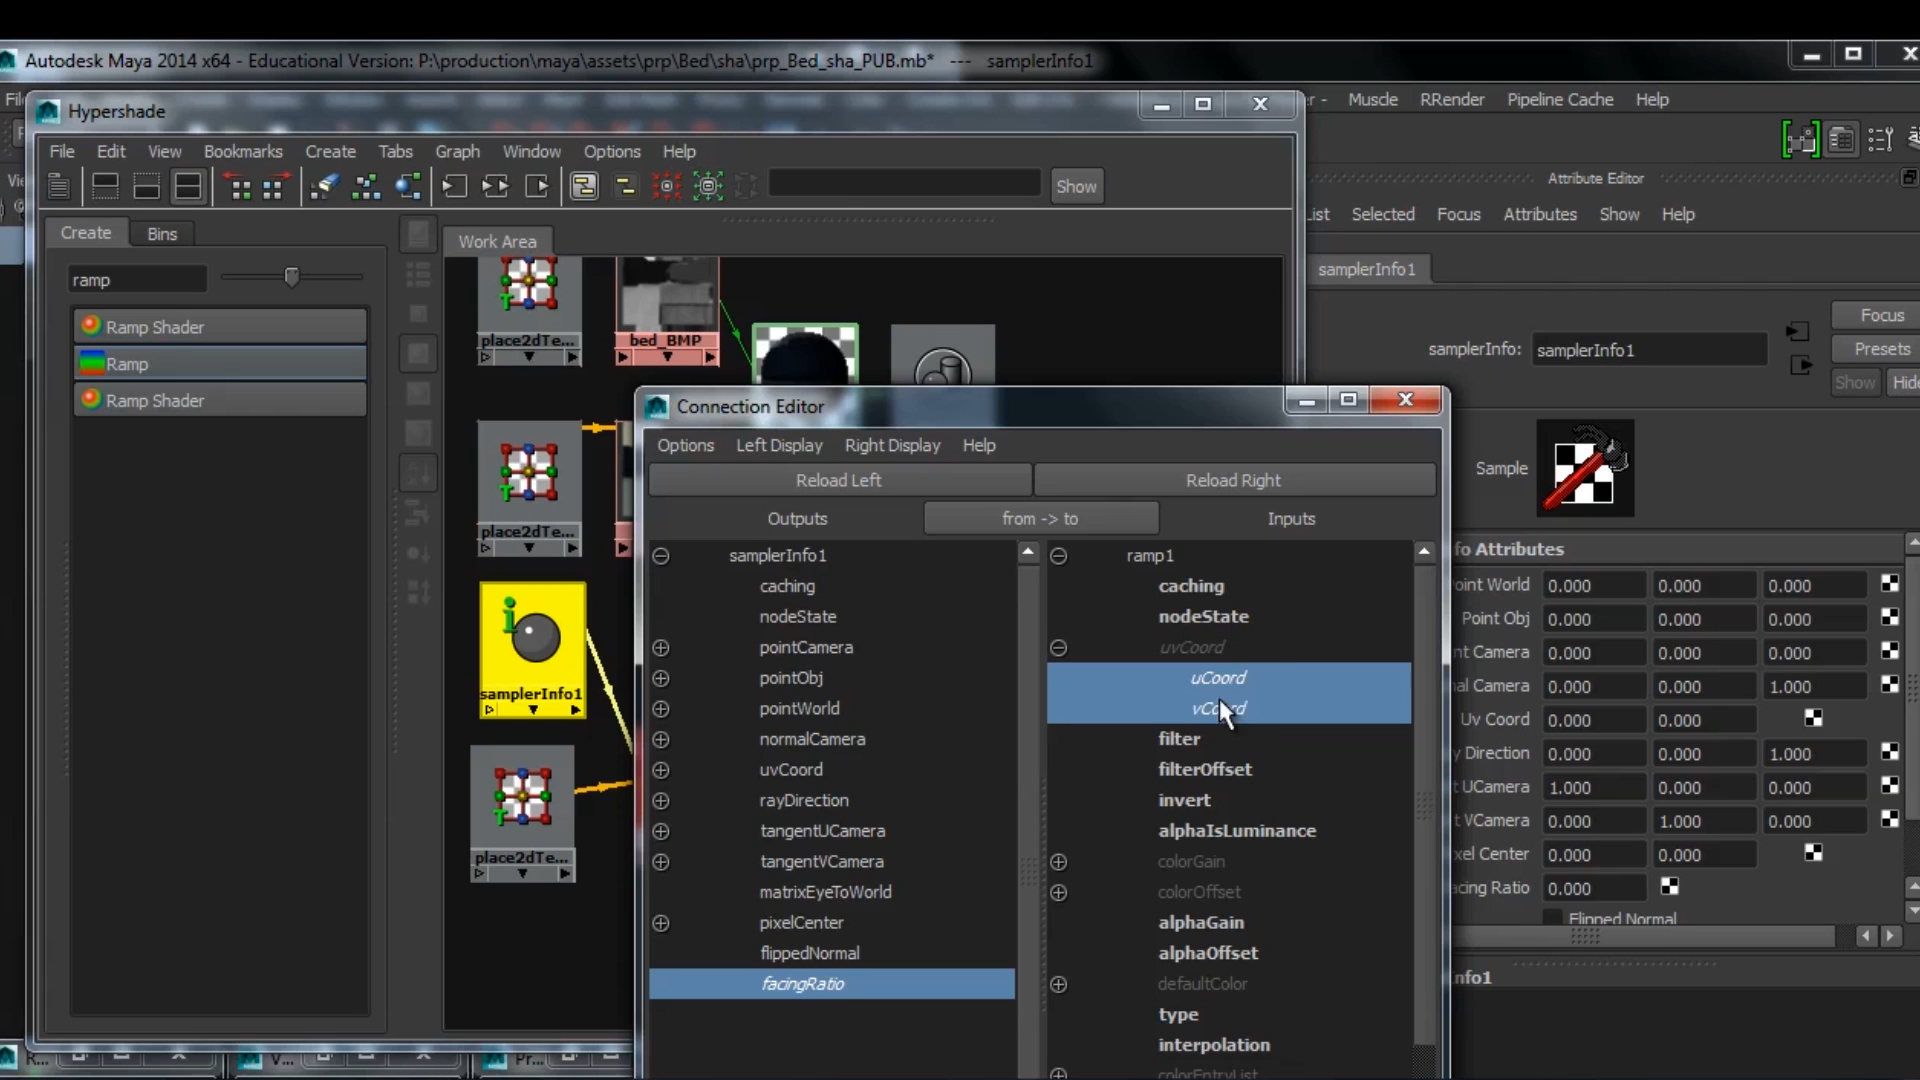 Autodesk Maya 2014 x64 - Educational Version: P:\production\maya\assets\prp\Bed\sha\prp_Bed_sha_PUB.mb* --- samplerInfo1
Muscle RRender Pipeline Cache Help
Hypershade
File Edit View Bookmarks Create Tabs Graph Window Options Help
Show
Create Bins
ramp
Ramp Shader
Ramp
Ramp Shader
Work Area
place2dTe...
bed_BMP
place2dTe...
samplerInfo1
place2dTe...
Connection Editor
Options Left Display Right Display Help
Reload Left Reload Right
Outputs from -> to Inputs
samplerInfo1
caching
nodeState
pointCamera
pointObj
pointWorld
normalCamera
uvCoord
rayDirection
tangentUCamera
tangentVCamera
matrixEyeToWorld
pixelCenter
flippedNormal
facingRatio
ramp1
caching
nodeState
uvCoord
uCoord
vCoord
filter
filterOffset
invert
alphaIsLuminance
colorGain
colorOffset
alphaGain
alphaOffset
defaultColor
type
interpolation
colorEntryList
Attribute Editor
List Selected Focus Attributes Show Help
samplerInfo1
samplerInfo: samplerInfo1
Focus
Presets
Show Hide
Sample
fo Attributes
oint World 0.000 0.000 0.000
Point Obj 0.000 0.000 0.000
nt Camera 0.000 0.000 0.000
al Camera 0.000 0.000 1.000
Uv Coord 0.000 0.000
y Direction 0.000 0.000 1.000
t UCamera 1.000 0.000 0.000
t VCamera 0.000 1.000 0.000
xel Center 0.000 0.000
acing Ratio 0.000
Flipped Normal
nfo1
R... V... Pr...